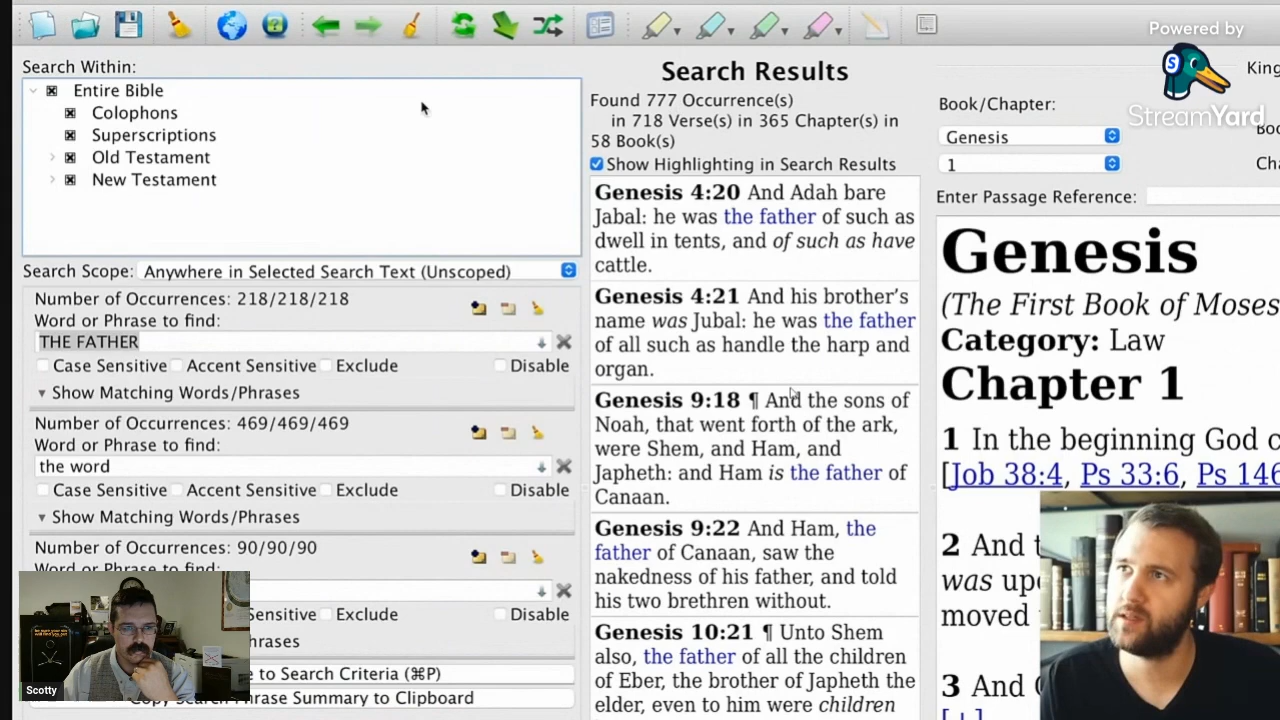 Powered by
StreamYard
Search Within:
Entire Bible
Colophons
Superscriptions
Old Testament
New Testament
Search Scope: Anywhere in Selected Search Text (Unscoped)
Number of Occurrences: 218/218/218
Word or Phrase to find:
THE FATHER
Case Sensitive Accent Sensitive Exclude Disable
Show Matching Words/Phrases
Number of Occurrences: 469/469/469
Word or Phrase to find:
the word
Case Sensitive Accent Sensitive Exclude Disable
Show Matching Words/Phrases
Number of Occurrences: 90/90/90
Sensitive Exclude Disable
hrases
e to Search Criteria (⌘P)
Copy Search Phrase Summary to Clipboard
Scotty
Search Results
Found 777 Occurrence(s)
in 718 Verse(s) in 365 Chapter(s) in
58 Book(s)
Show Highlighting in Search Results
Genesis 4:20 And Adah bare
Jabal: he was the father of such as
dwell in tents, and of such as have
cattle.
Genesis 4:21 And his brother’s
name was Jubal: he was the father
of all such as handle the harp and
organ.
Genesis 9:18 ¶ And the sons of
Noah, that went forth of the ark,
were Shem, and Ham, and
Japheth: and Ham is the father of
Canaan.
Genesis 9:22 And Ham, the
father of Canaan, saw the
nakedness of his father, and told
his two brethren without.
Genesis 10:21 ¶ Unto Shem
also, the father of all the children
of Eber, the brother of Japheth the
elder, even to him were children
King
Book/Chapter:
Genesis
1
Boo
Cha
Enter Passage Reference:
Genesis
(The First Book of Moses
Category: Law
Chapter 1
1 In the beginning God c
[Job 38:4, Ps 33:6, Ps 146
2 And t
was upo
moved
3 And
[+]